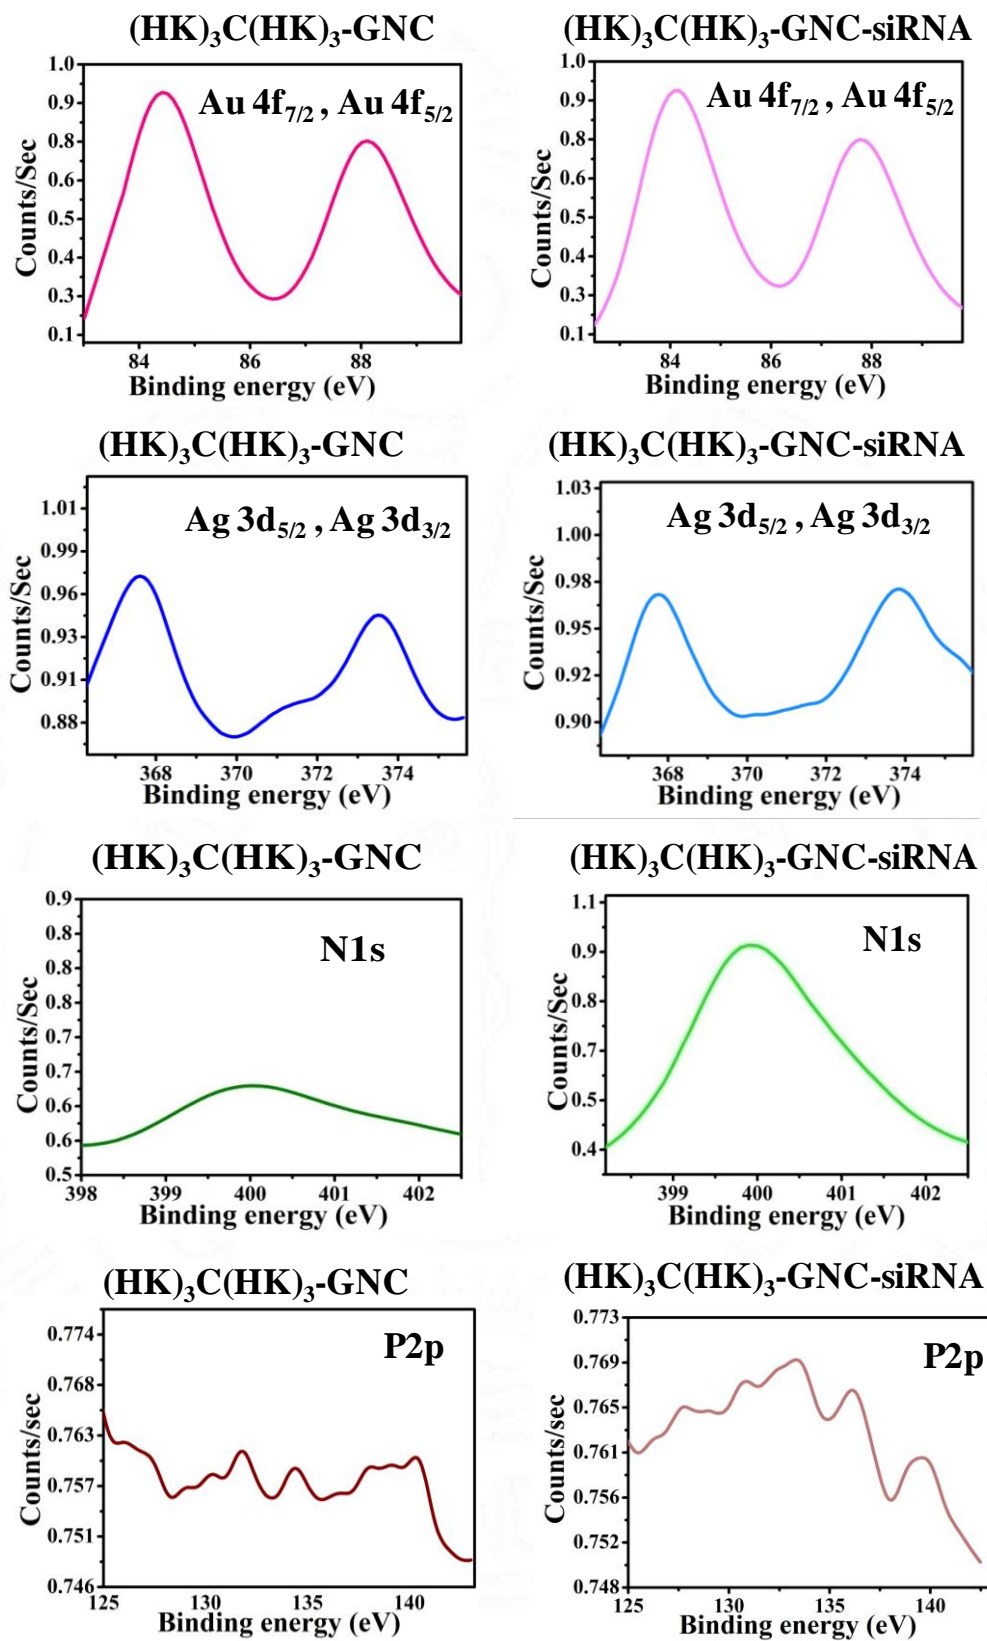 (HK)₃C(HK)₃-GNC
Au 4f₇/₂ , Au 4f₅/₂
Counts/Sec
1.0
0.9
0.8
0.6
0.5
0.4
0.3
0.1
84 86 88
Binding energy (eV)
(HK)₃C(HK)₃-GNC-siRNA
Au 4f₇/₂ , Au 4f₅/₂
Counts/Sec
1.0
0.9
0.8
0.6
0.5
0.4
0.3
0.1
84 86 88
Binding energy (eV)
(HK)₃C(HK)₃-GNC
Ag 3d₅/₂ , Ag 3d₃/₂
Counts/Sec
1.01
0.99
0.96
0.93
0.91
0.88
368 370 372 374
Binding energy (eV)
(HK)₃C(HK)₃-GNC-siRNA
Ag 3d₅/₂ , Ag 3d₃/₂
Counts/Sec
1.03
1.00
0.98
0.95
0.92
0.90
368 370 372 374
Binding energy (eV)
(HK)₃C(HK)₃-GNC
N1s
Counts/Sec
0.9
0.8
0.8
0.8
0.7
0.7
0.6
0.6
0.5
398 399 400 401 402
Binding energy (eV)
(HK)₃C(HK)₃-GNC-siRNA
N1s
Counts/Sec
1.1
0.9
0.8
0.7
0.5
0.4
399 400 401 402
Binding energy (eV)
(HK)₃C(HK)₃-GNC
P2p
Counts/sec
0.774
0.768
0.763
0.757
0.751
0.746
125 130 135 140
Binding energy (eV)
(HK)₃C(HK)₃-GNC-siRNA
P2p
Counts/Sec
0.773
0.769
0.765
0.761
0.756
0.752
0.748
125 130 135 140
Binding energy (eV)